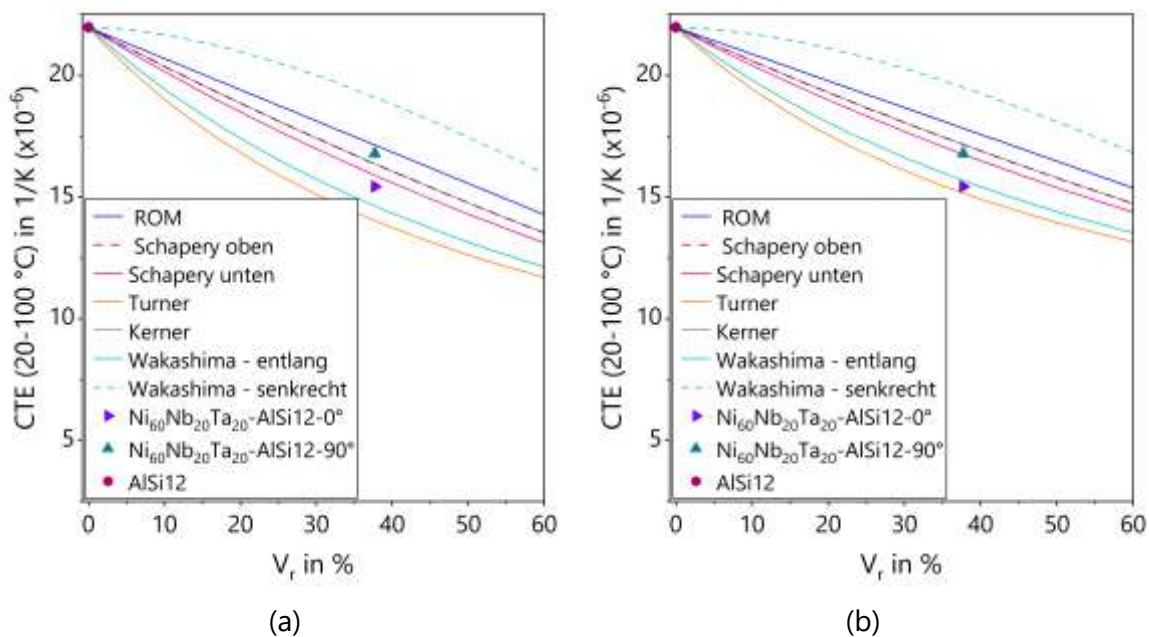 CTE (20-100 °C) in 1/K (x10⁻⁶)
20
15
10
5
ROM
Schapery oben
Schapery unten
Turner
Kerner
Wakashima - entlang
Wakashima - senkrecht
Ni₆₀Nb₂₀Ta₂₀-AlSi12-0°
Ni₆₀Nb₂₀Ta₂₀-AlSi12-90°
AlSi12
0 10 20 30 40 50 60
Vᵣ in %
(a)
CTE (20-100 °C) in 1/K (x10⁻⁶)
20
15
10
5
ROM
Schapery oben
Schapery unten
Turner
Kerner
Wakashima - entlang
Wakashima - senkrecht
Ni₆₀Nb₂₀Ta₂₀-AlSi12-0°
Ni₆₀Nb₂₀Ta₂₀-AlSi12-90°
AlSi12
0 10 20 30 40 50 60
Vᵣ in %
(b)